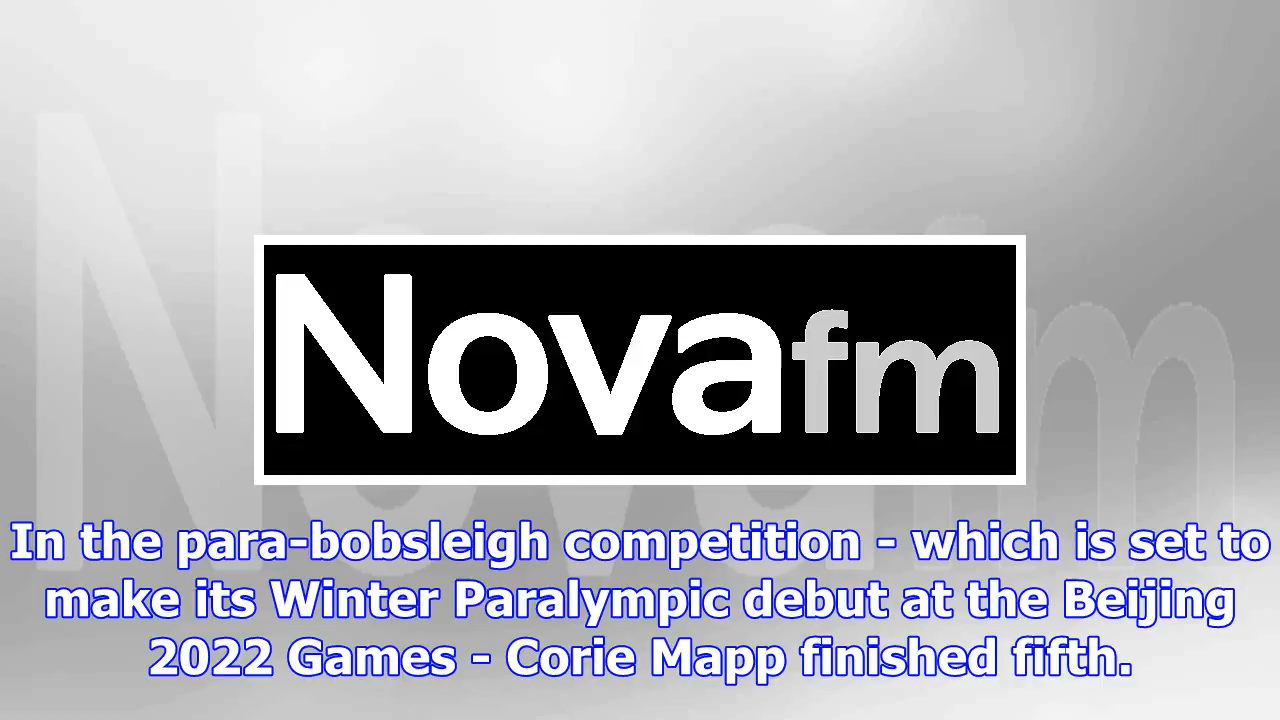 Novafm
In the para-bobsleigh competition - which is set to
make its Winter Paralympic debut at the Beijing
2022 Games - Corie Mapp finished fifth.